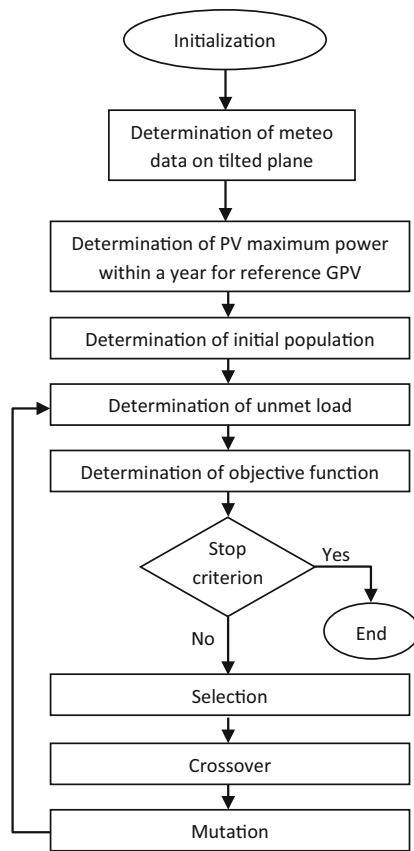 Initialization
Determination of meteo
data on tilted plane
Determination of PV maximum power
within a year for reference GPV
Determination of initial population
Determination of unmet load
Determination of objective function
Stop
criterion
Yes
End
No
Selection
Crossover
Mutation